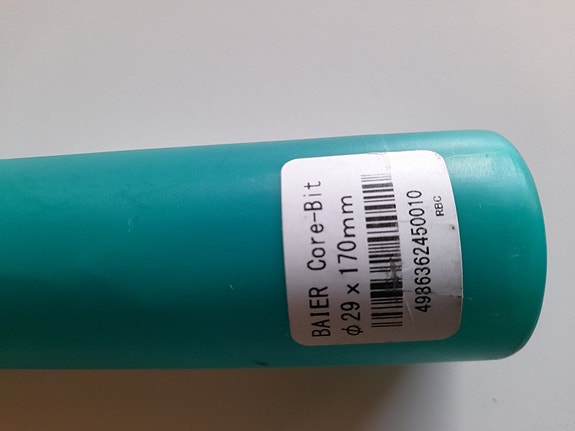 BAIER Core-Bit
φ29 x 170mm
4986362450010
RBC